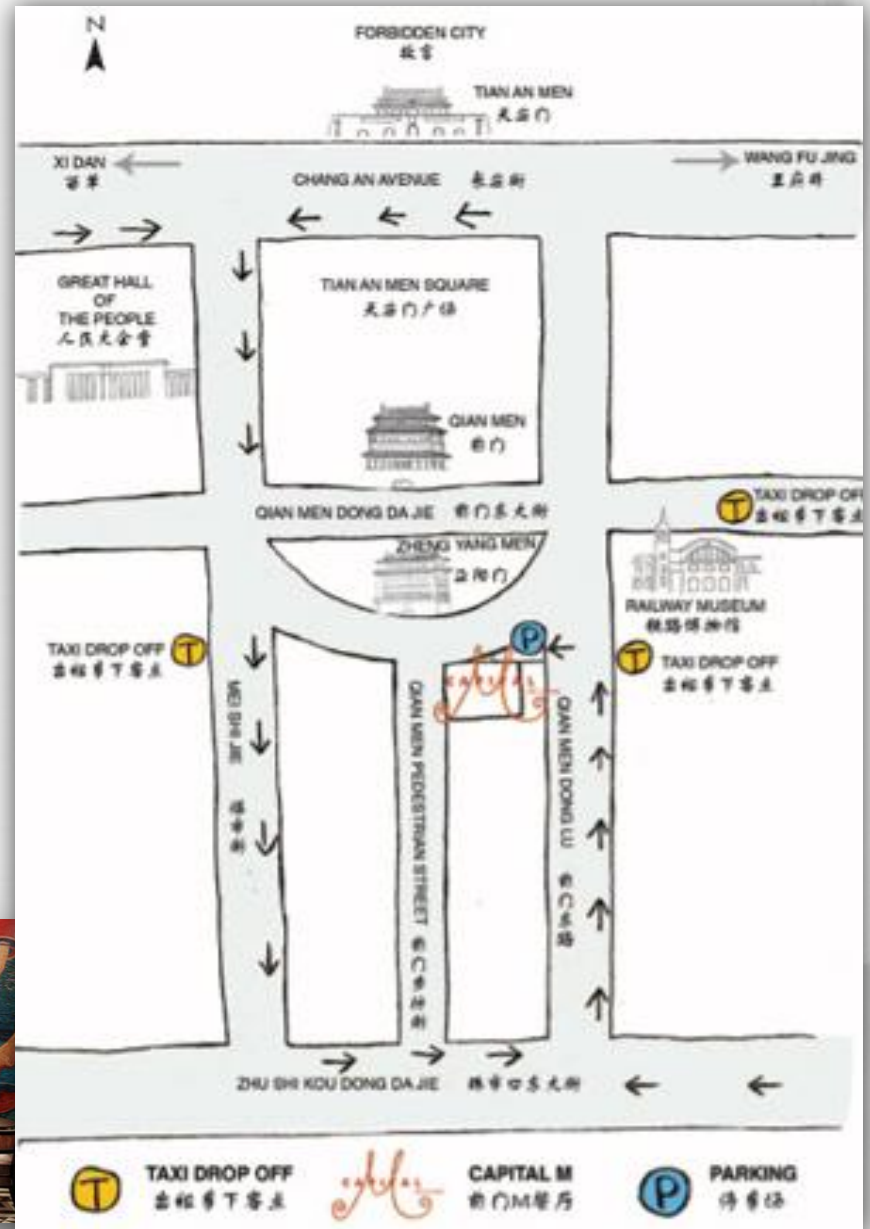 N
FORBIDDEN CITY
故宫
TIAN AN MEN
天安门
XI DAN
西单
WANG FU JING
王府井
CHANG AN AVENUE 长安街
GREAT HALL
OF
THE PEOPLE
人民大会堂
TIAN AN MEN SQUARE
天安门广场
QIAN MEN
前门
TAXI DROP OFF
出租车下客点
QIAN MEN DONG DA JIE 前门东大街
ZHENG YANG MEN
正阳门
RAILWAY MUSEUM
铁路博物馆
P
T
TAXI DROP OFF
出租车下客点
T
TAXI DROP OFF
出租车下客点
T
CAPITAL M
MEI SHI JIE 煤市街
QIAN MEN PEDESTRIAN STREET 前门步行街
QIAN MEN DONG LU 前门东路
ZHU SHI KOU DONG DA JIE 珠市口东大街
T
TAXI DROP OFF
出租车下客点
CAPITAL M
CAPITAL M
前门M餐厅
P
PARKING
停车场